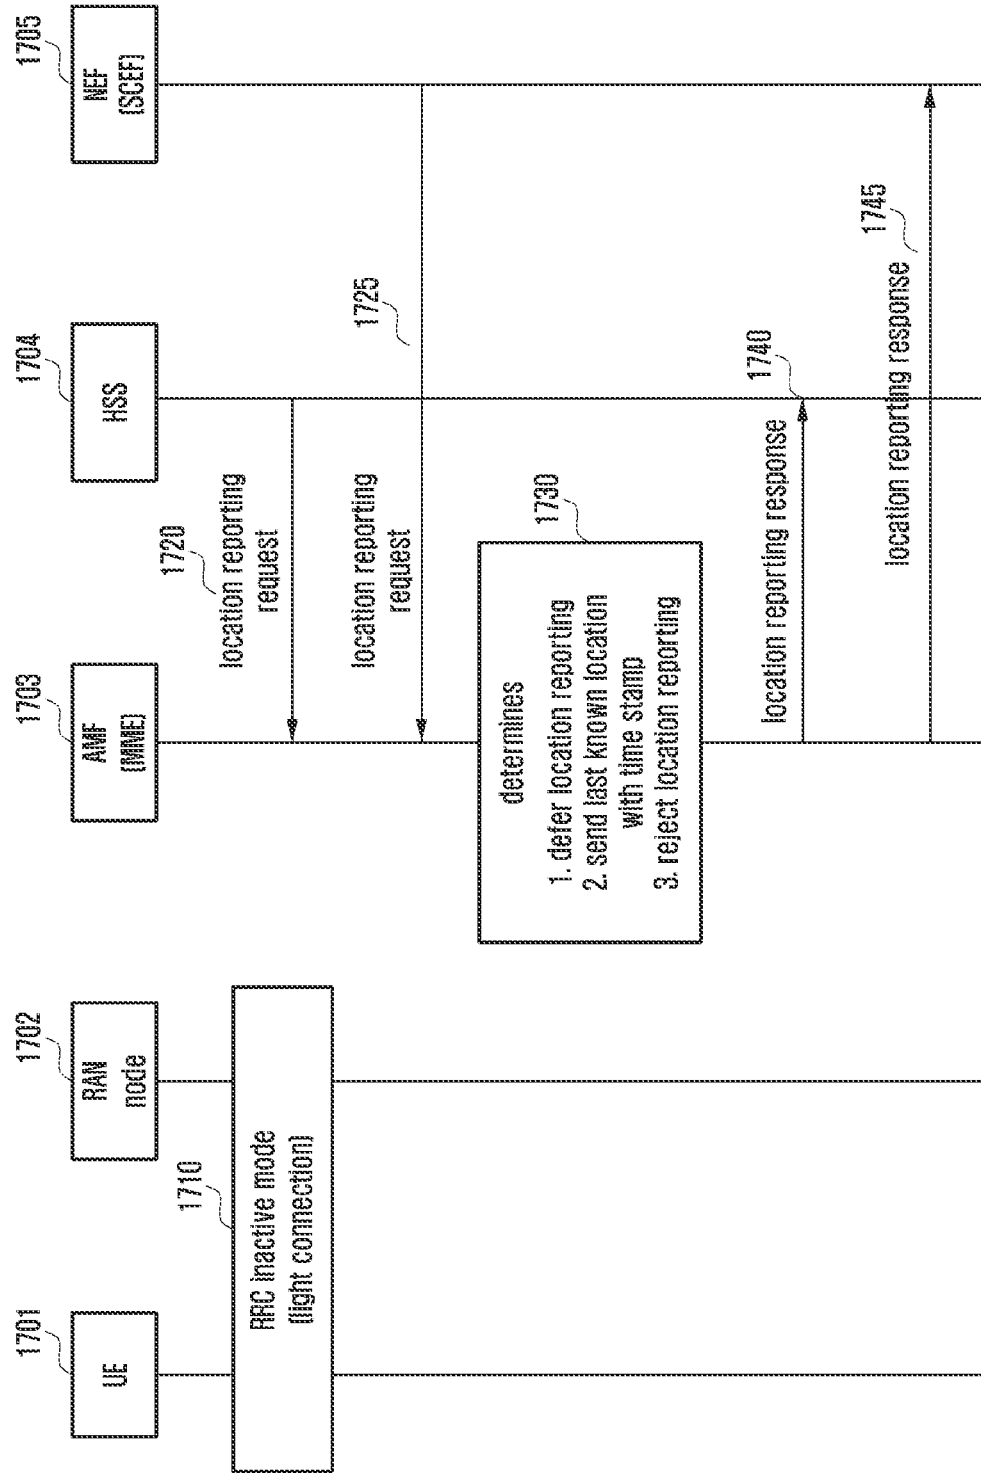 1701
UE
1702
RAN
node
1703
AMF
(MME)
1704
HSS
1705
NEF
(SCEF)
1710
RRC inactive mode
(light connection)
1720
location reporting
request
1725
location reporting
request
1730
determines
1. defer location reporting
2. send last known location
with time stamp
3. reject location reporting
1740
location reporting response
1745
location reporting response